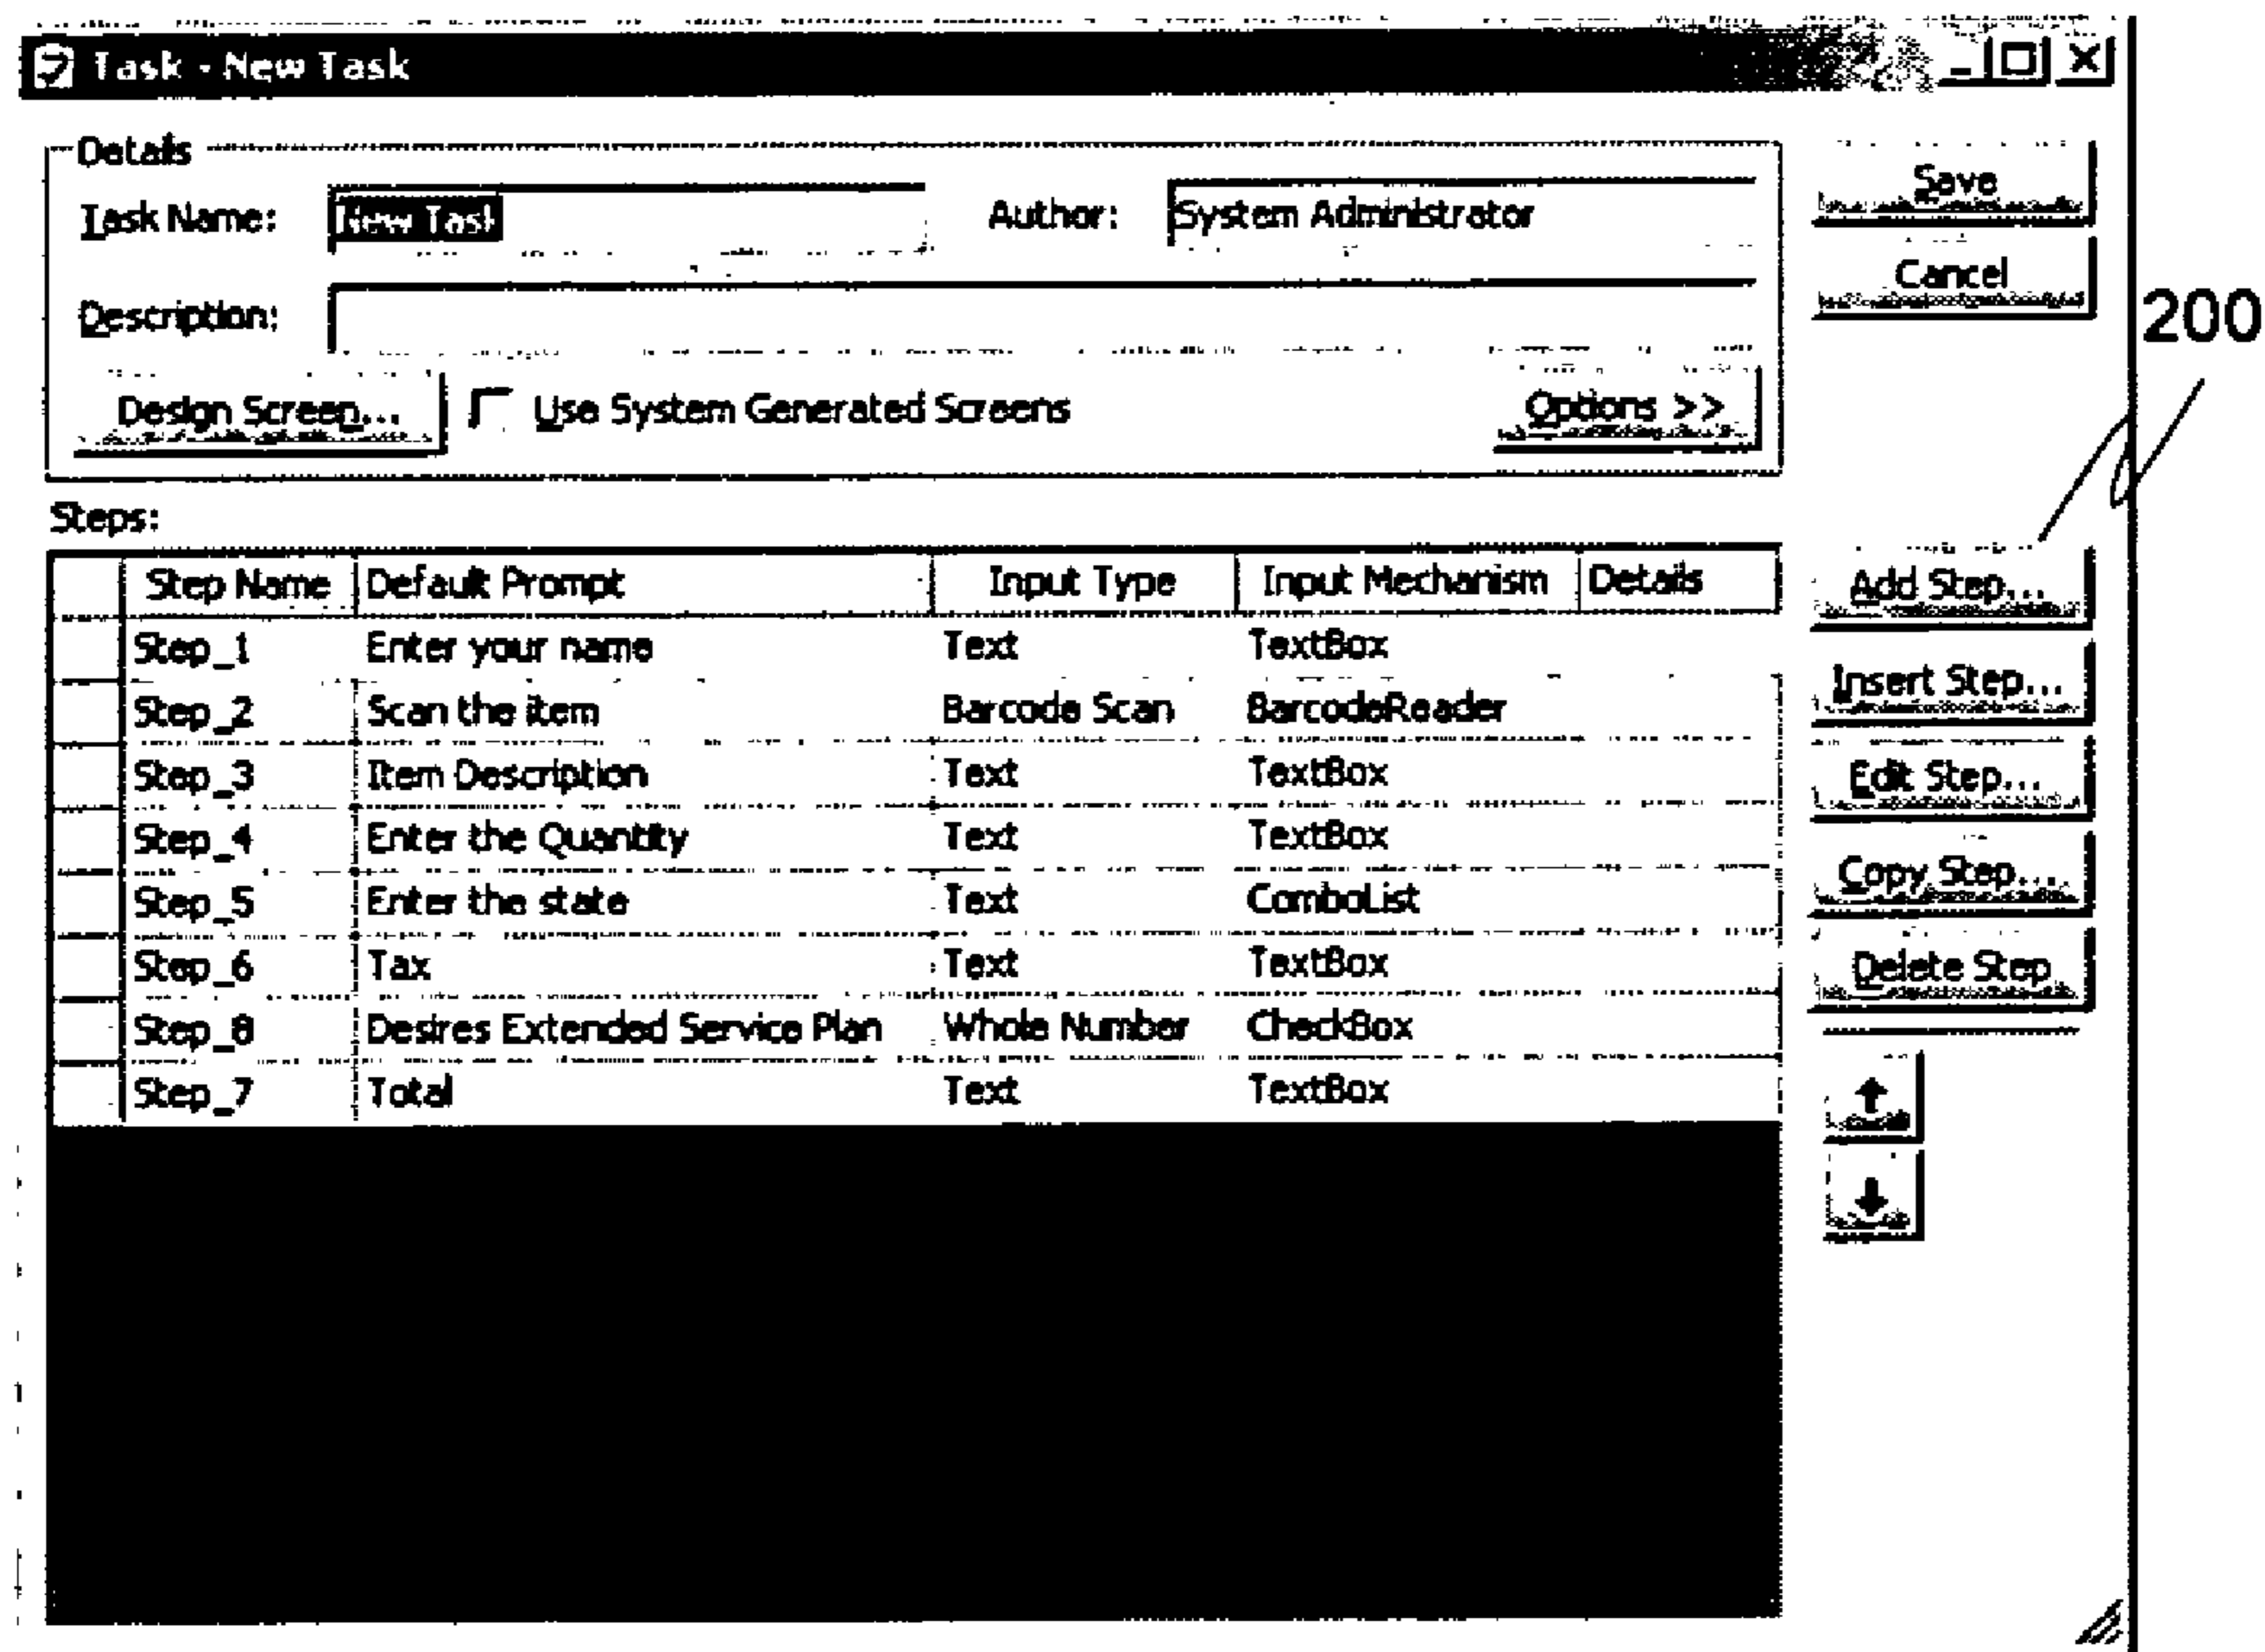 Task - New Task
Details
Task Name: New Task Author: System Administrator Save
Cancel
200
Description:
Design Screen... Use System Generated Screens Options >>
Steps:
Step Name Default Prompt Input Type Input Mechanism Details Add Step...
Step_1 Enter your name Text TextBox
Insert Step...
Step_2 Scan the item Barcode Scan BarcodeReader
Step_3 Item Description Text TextBox Edit Step...
Step_4 Enter the Quantity Text TextBox
Copy Step...
Step_5 Enter the state Text ComboList
Step_6 Tax Text TextBox Delete Step
Step_8 Desires Extended Service Plan Whole Number CheckBox
Step_7 Total Text TextBox